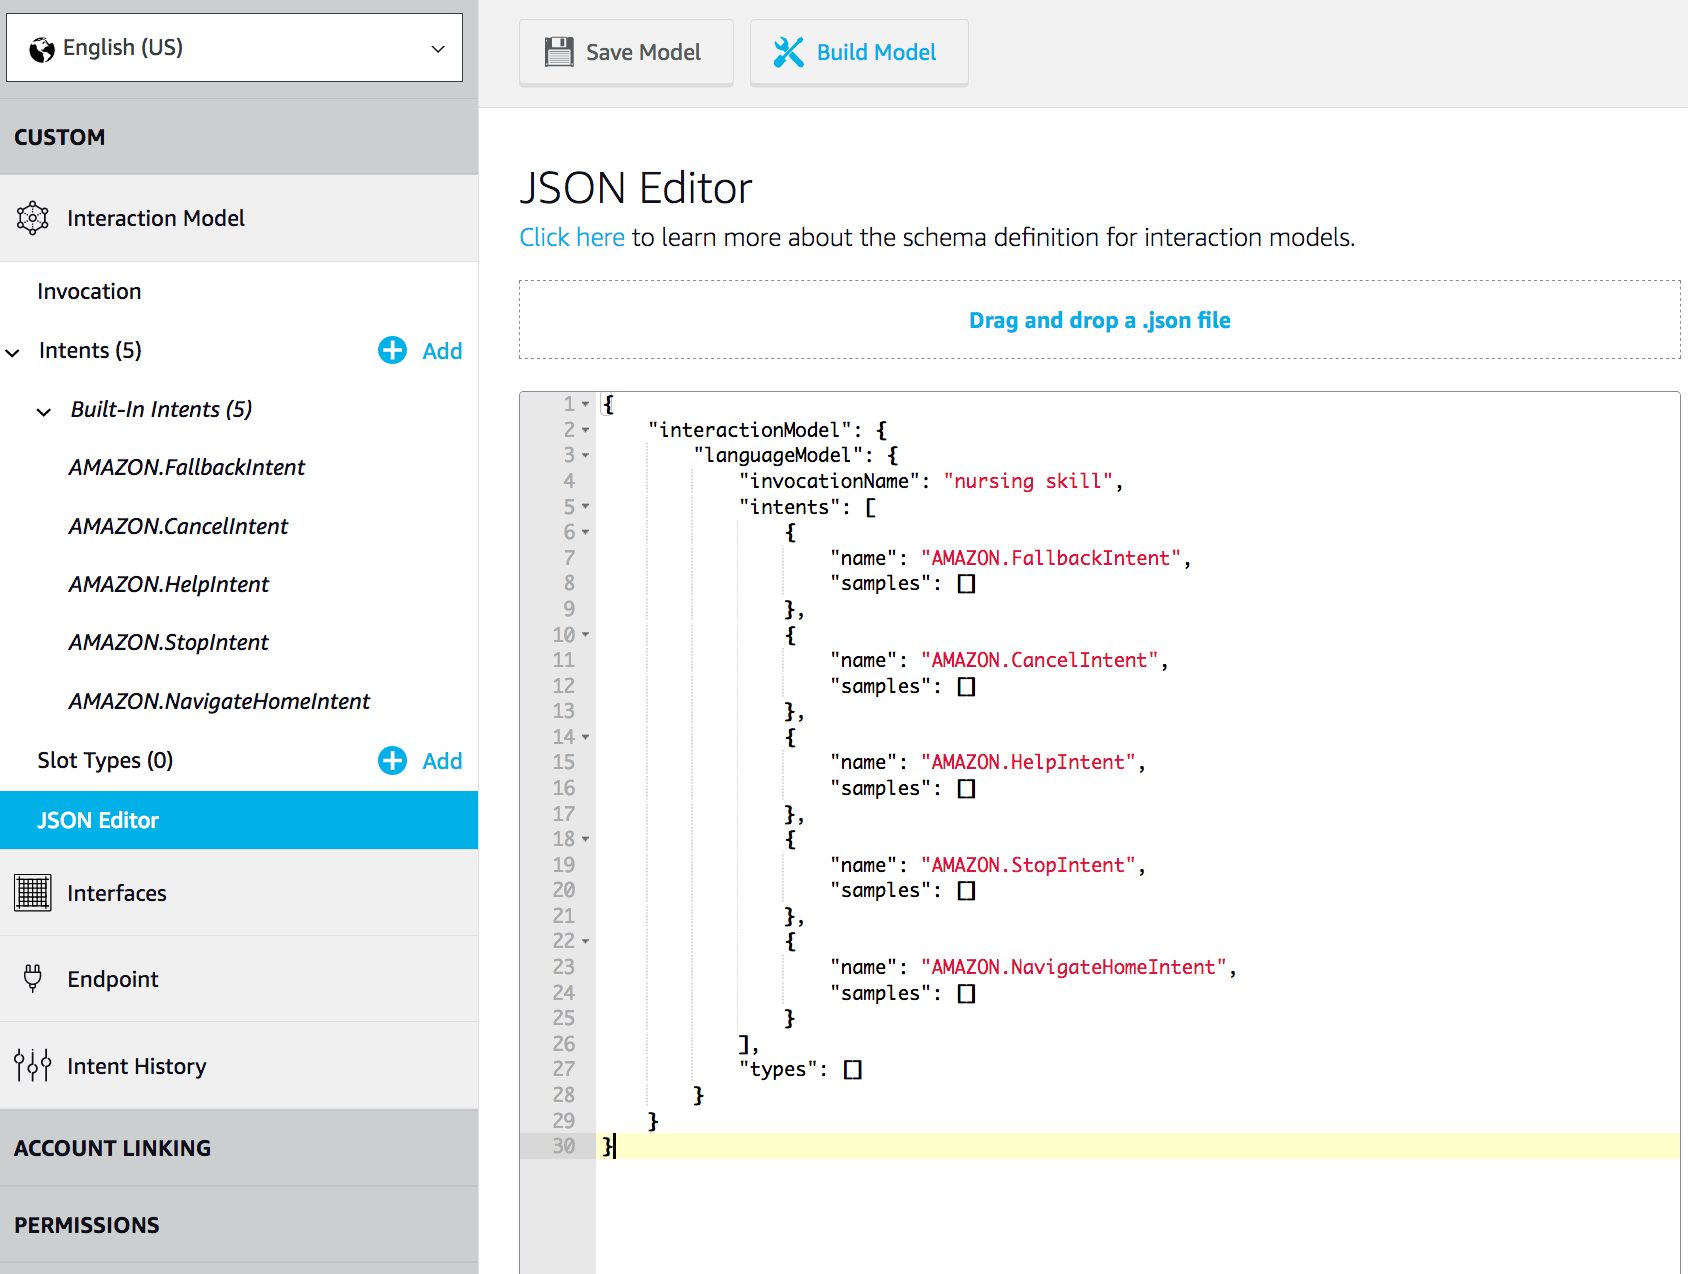 English (US)
CUSTOM
Interaction Model
Invocation
Intents (5)
Add
Built-In Intents (5)
AMAZON.FallbackIntent
AMAZON.CancelIntent
AMAZON.HelpIntent
AMAZON.StopIntent
AMAZON.NavigateHomeIntent
Slot Types (0)
Add
JSON Editor
Interfaces
Endpoint
Intent History
ACCOUNT LINKING
PERMISSIONS
Save Model
Build Model
JSON Editor
Click here to learn more about the schema definition for interaction models.
Drag and drop a .json file
1 {
2 "interactionModel": {
3 "languageModel": {
4 "invocationName": "nursing skill",
5 "intents": [
6 {
7 "name": "AMAZON.FallbackIntent",
8 "samples": []
9 },
10 {
11 "name": "AMAZON.CancelIntent",
12 "samples": []
13 },
14 {
15 "name": "AMAZON.HelpIntent",
16 "samples": []
17 },
18 {
19 "name": "AMAZON.StopIntent",
20 "samples": []
21 },
22 {
23 "name": "AMAZON.NavigateHomeIntent",
24 "samples": []
25 }
26 ],
27 "types": []
28 }
29 }
30 }